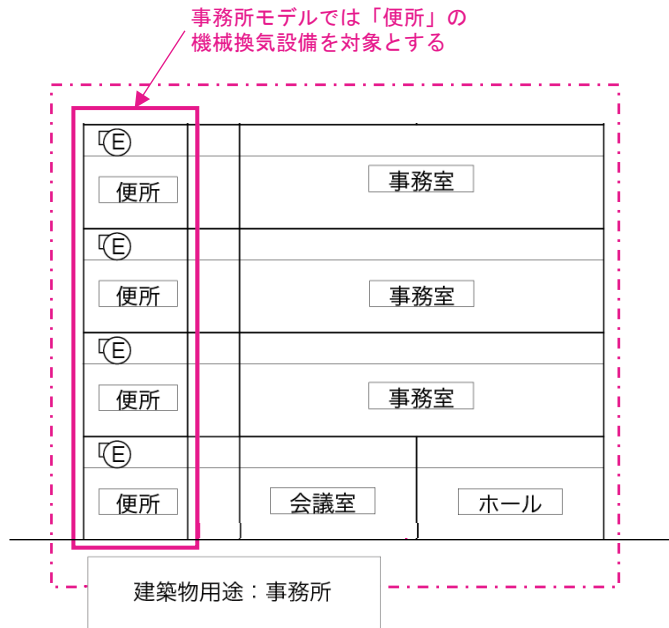 事務所モデルでは「便所」の
機械換気設備を対象とする
E
便所
事務室
E
便所
事務室
E
便所
事務室
E
便所
会議室
ホール
建築物用途：事務所